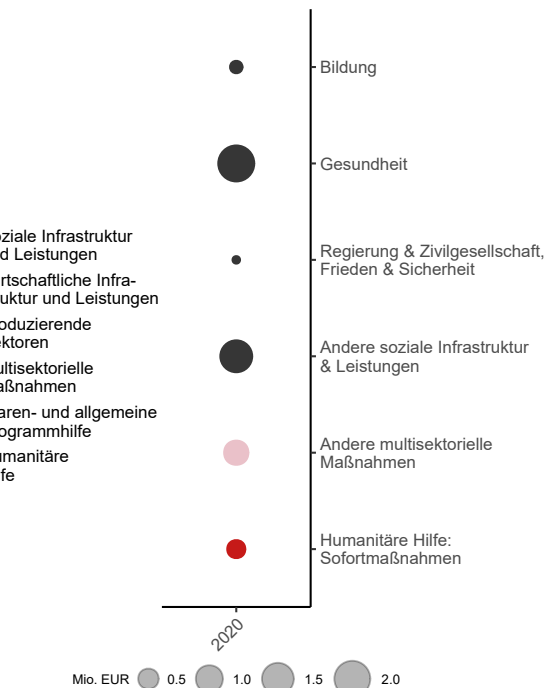 Bildung
Gesundheit
Regierung & Zivilgesellschaft,
Frieden & Sicherheit
Andere soziale Infrastruktur
& Leistungen
Andere multisektorielle
Maßnahmen
Humanitäre Hilfe:
Sofortmaßnahmen
ziale Infrastruktur
d Leistungen
rtschaftliche Infra-
uktur und Leistungen
oduzierende
ktoren
ultisektorielle
aßnahmen
aren- und allgemeine
ogrammhilfe
umanitäre
fe
2020
Mio. EUR 0.5 1.0 1.5 2.0